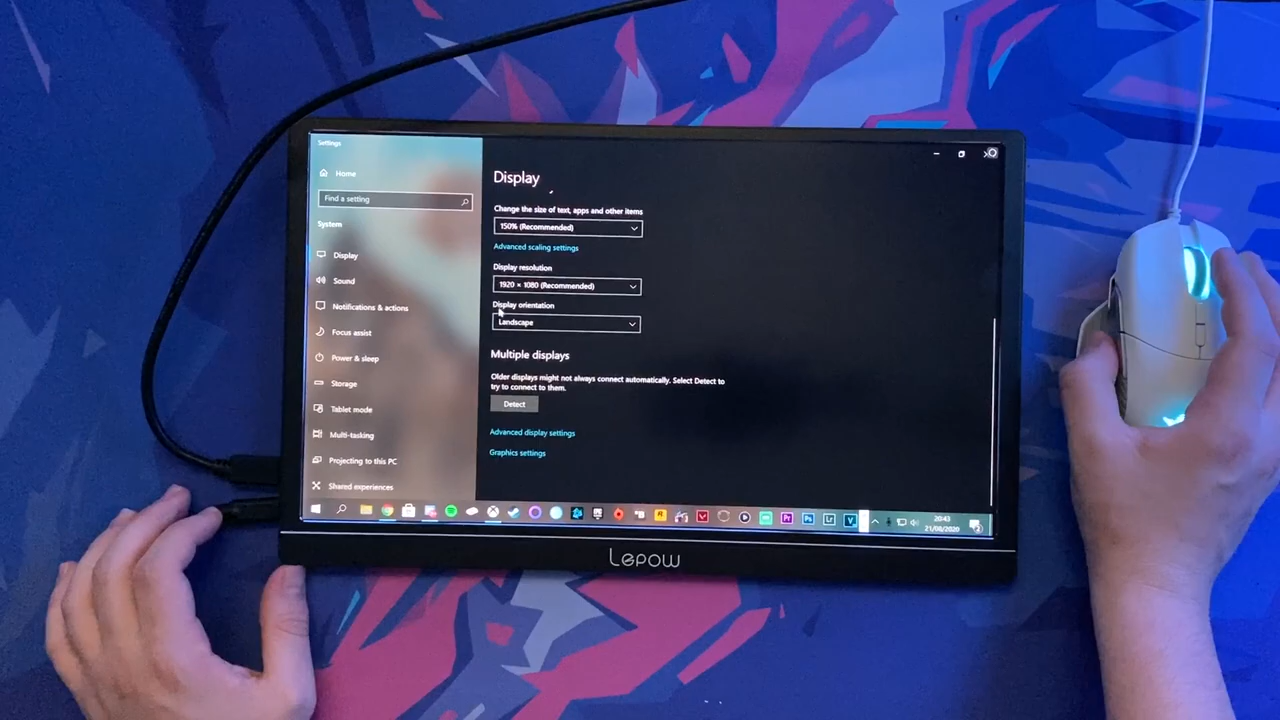 Settings
Home
Find a setting
System
Display
Sound
Notifications & actions
Focus assist
Power & sleep
Storage
Tablet mode
Multi-tasking
Projecting to this PC
Shared experiences
Display
Change the size of text, apps and other items
150% (Recommended)
Advanced scaling settings
Display resolution
1920 × 1080 (Recommended)
Display orientation
Landscape
Multiple displays
Older displays might not always connect automatically. Select Detect to
try to connect to them.
Detect
Advanced display settings
Graphics settings
Pr
Ps
Lr
V
20:43
21/08/2020
Lepow